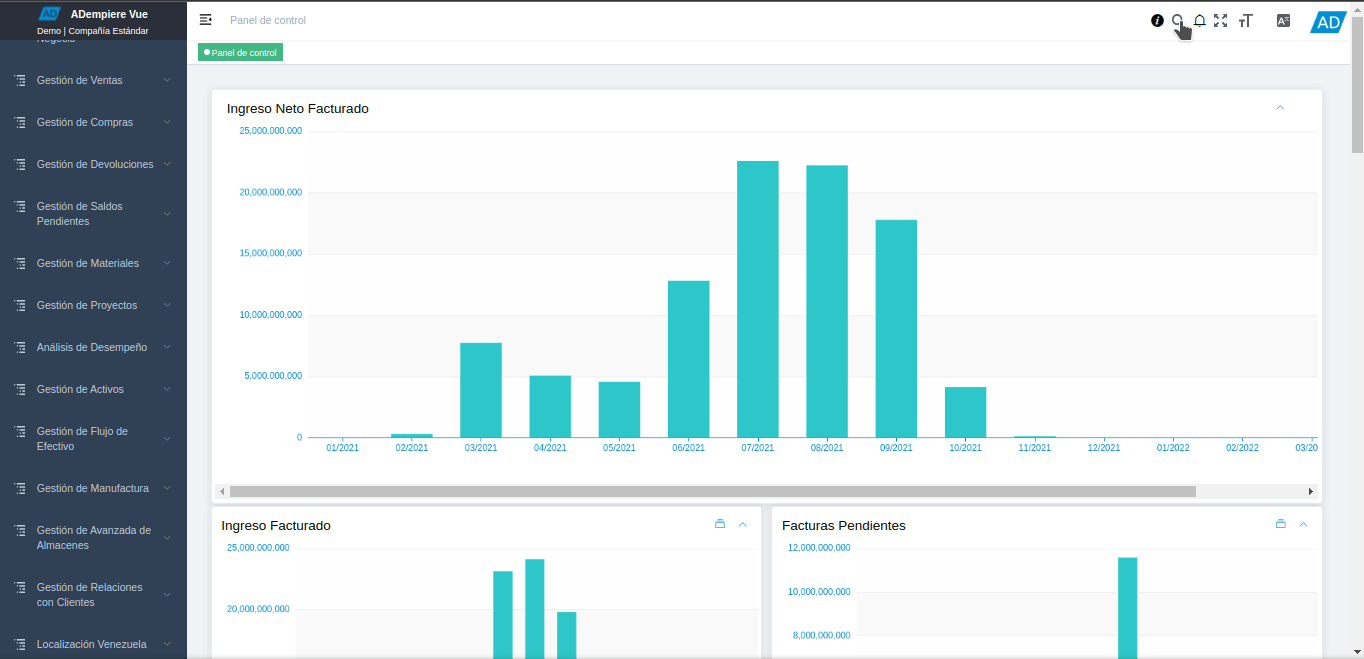 AD
ADempiere Vue
Demo | Compañía Estándar
Negocio
Gestión de Ventas
Gestión de Compras
Gestión de Devoluciones
Gestión de Saldos
Pendientes
Gestión de Materiales
Gestión de Proyectos
Análisis de Desempeño
Gestión de Activos
Gestión de Flujo de
Efectivo
Gestión de Manufactura
Gestión de Avanzada de
Almacenes
Gestión de Relaciones
con Clientes
Localización Venezuela
Panel de control
AD
Panel de control
Ingreso Neto Facturado
25,000,000,000
20,000,000,000
15,000,000,000
10,000,000,000
5,000,000,000
0
01/2021 02/2021 03/2021 04/2021 05/2021 06/2021 07/2021 08/2021 09/2021 10/2021 11/2021 12/2021 01/2022 02/2022 03/20
Ingreso Facturado
25,000,000,000
20,000,000,000
Facturas Pendientes
12,000,000,000
10,000,000,000
8,000,000,000